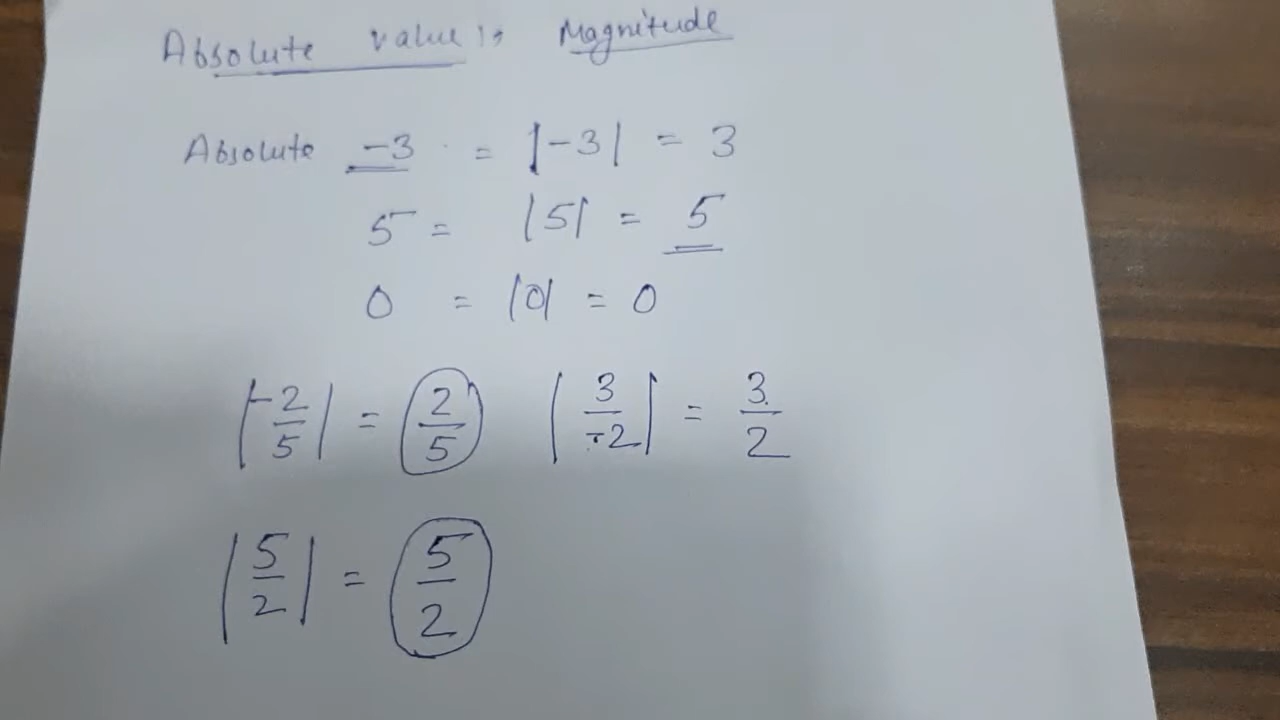 Absolute value is Magnitude
Absolute -3 = |-3| = 3
5 = |5| = 5
0 = |0| = 0
|-2/5| = 2/5 |3/-2| = 3/2
|5/2| = 5/2